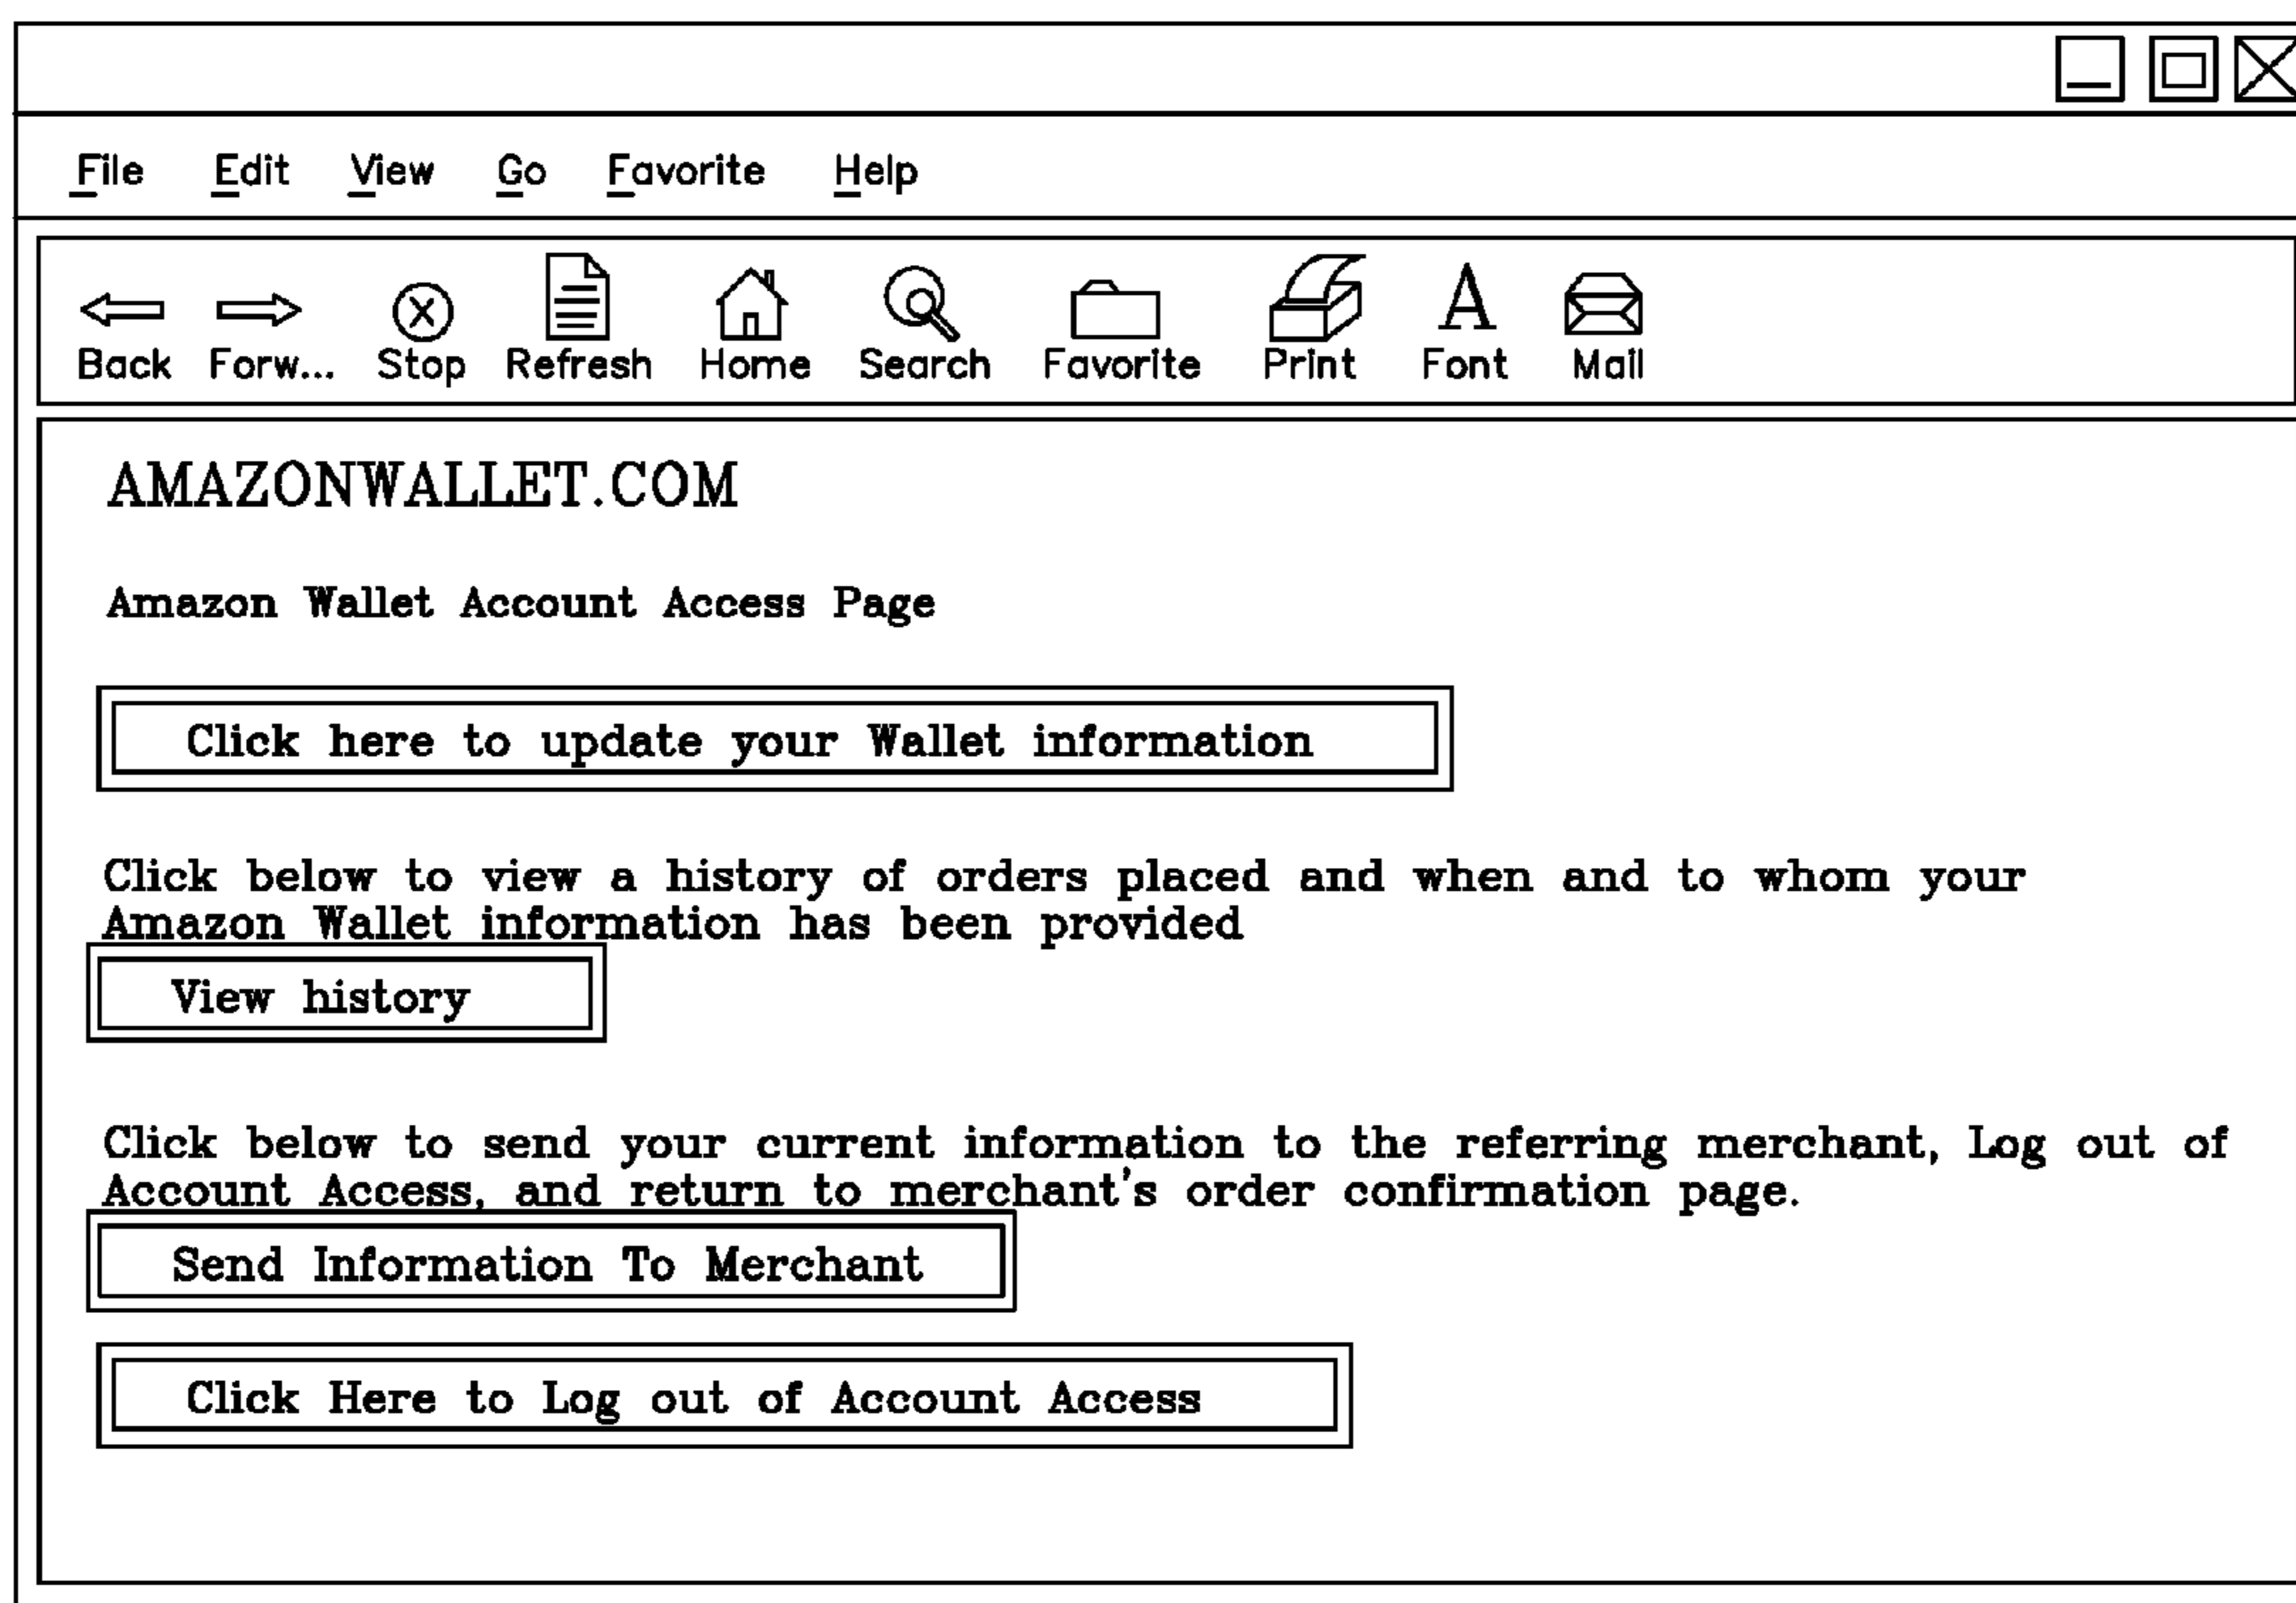 File Edit View Go Favorite Help
Back Forw... Stop Refresh Home Search Favorite Print Font Mail
AMAZONWALLET.COM
Amazon Wallet Account Access Page
Click here to update your Wallet information
Click below to view a history of orders placed and when and to whom your
Amazon Wallet information has been provided
View history
Click below to send your current information to the referring merchant, Log out of
Account Access, and return to merchant's order confirmation page.
Send Information To Merchant
Click Here to Log out of Account Access